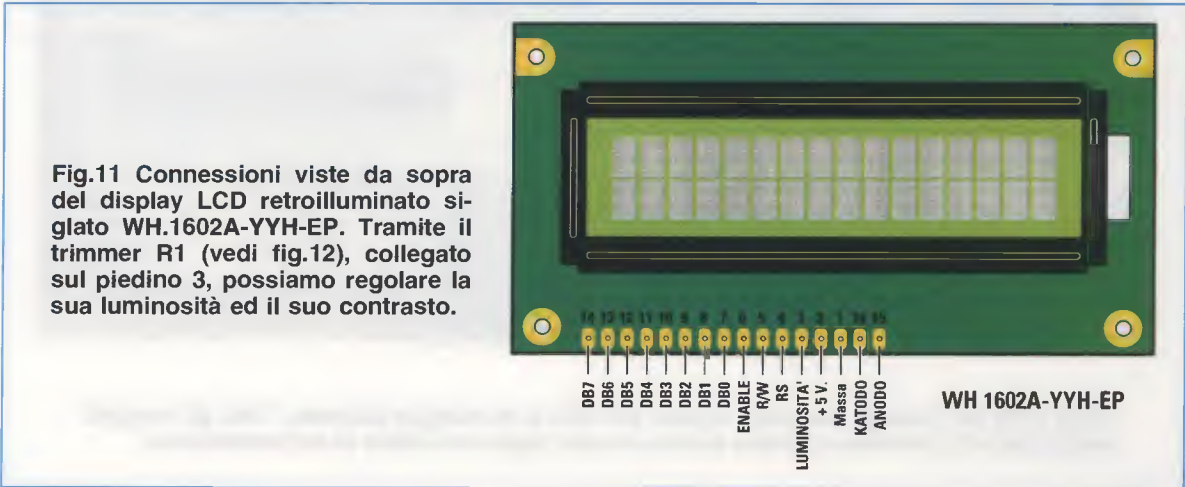 Fig.11 Connessioni viste da sopra
del display LCD retroilluminato si-
glato WH.1602A-YYH-EP. Tramite il
trimmer R1 (vedi fig.12), collegato
sul piedino 3, possiamo regolare la
sua luminosità ed il suo contrasto.
14 13 12 11 10 9 8 7 6 5 4 3 2 1 16 15
DB7
DB6
DB5
DB4
DB3
DB2
DB1
DB0
ENABLE
R/W
RS
LUMINOSITA'
+ 5 V.
Massa
KATODO
ANODO
WH 1602A-YYH-EP